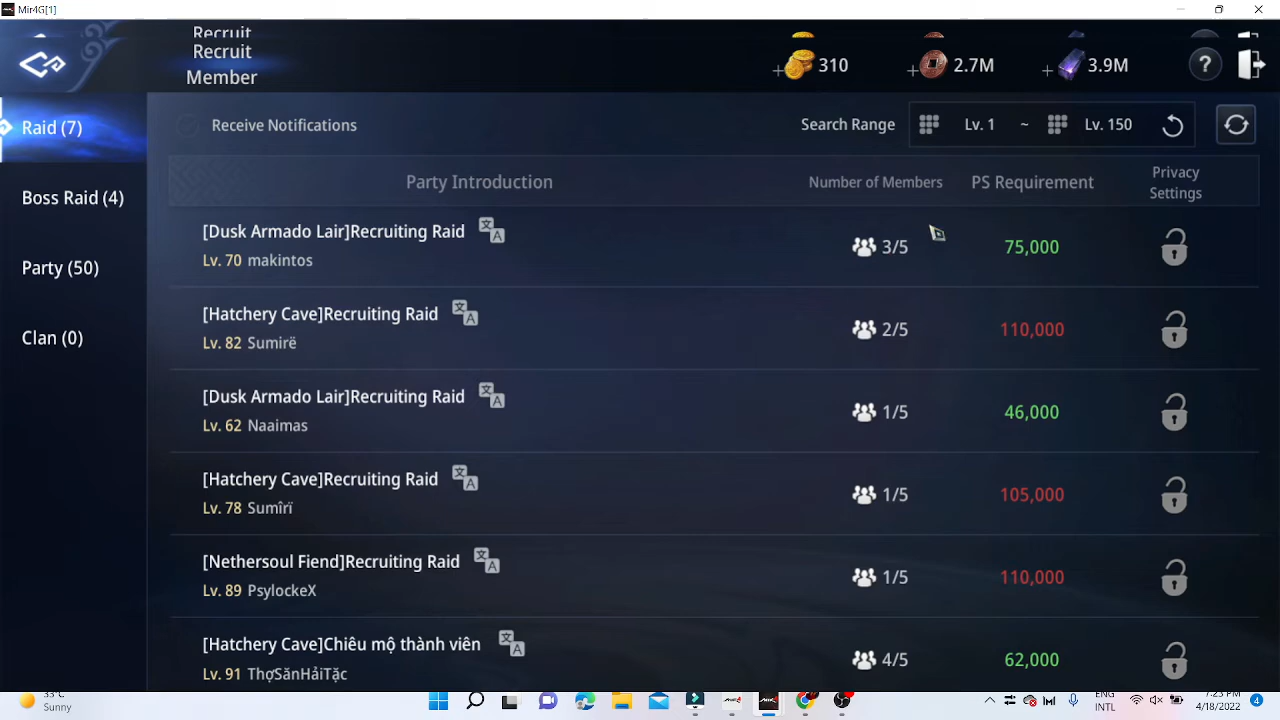 Mir4G[1]
Recruit
Recruit
Member
310
2.7M
3.9M
?
Raid (7)
Boss Raid (4)
Party (50)
Clan (0)
Receive Notifications
Search Range
Lv. 1 ~ Lv. 150
Party Introduction
Number of Members
PS Requirement
Privacy
Settings
[Dusk Armado Lair]Recruiting Raid
Lv. 70 makintos
3/5
75,000
[Hatchery Cave]Recruiting Raid
Lv. 82 Sumirë
2/5
110,000
[Dusk Armado Lair]Recruiting Raid
Lv. 62 Naaimas
1/5
46,000
[Hatchery Cave]Recruiting Raid
Lv. 78 Sumîrï
1/5
105,000
[Nethersoul Fiend]Recruiting Raid
Lv. 89 PsylockeX
1/5
110,000
[Hatchery Cave]Chiêu mộ thành viên
Lv. 91 ThợSănHảiTặc
4/5
62,000
Sunny
ENG
INTL
4/18/2022
4